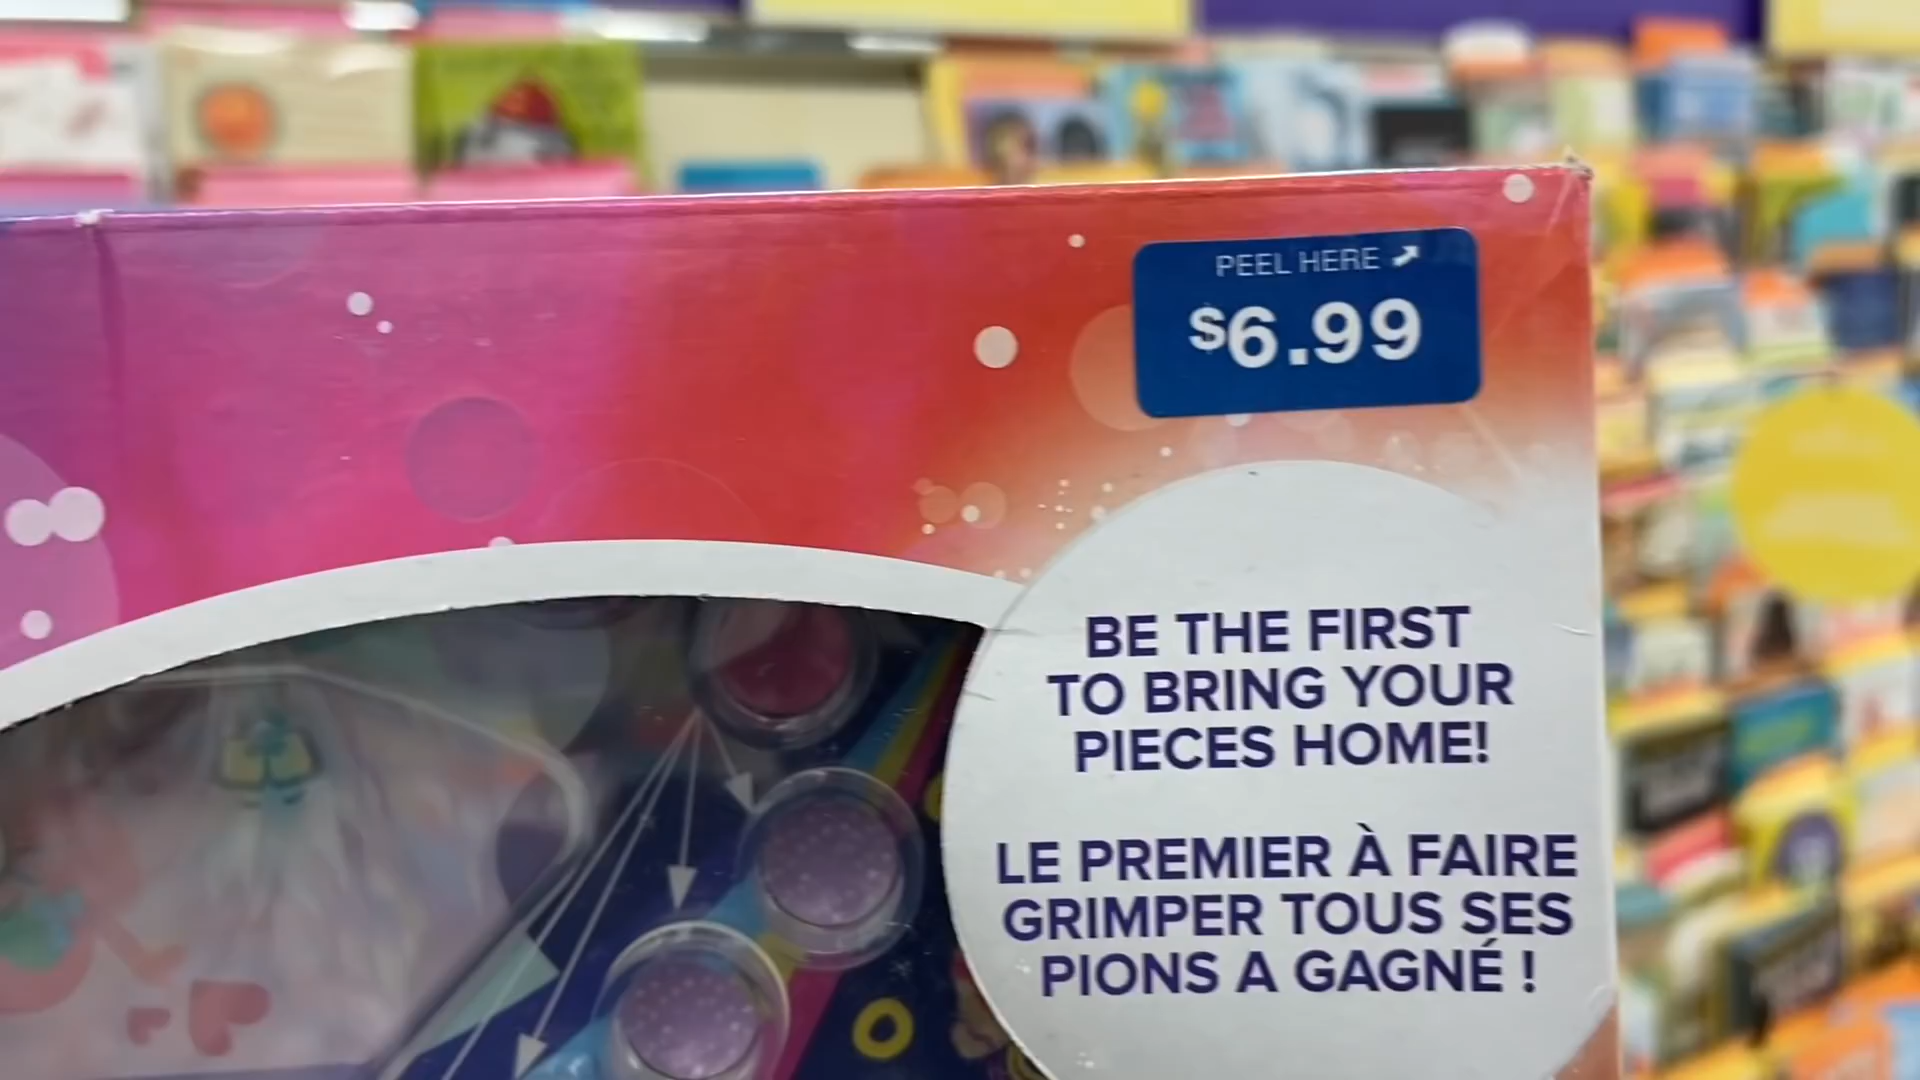 PEEL HERE ↗
$6.99
BE THE FIRST
TO BRING YOUR
PIECES HOME!
LE PREMIER À FAIRE
GRIMPER TOUS SES
PIONS A GAGNÉ !